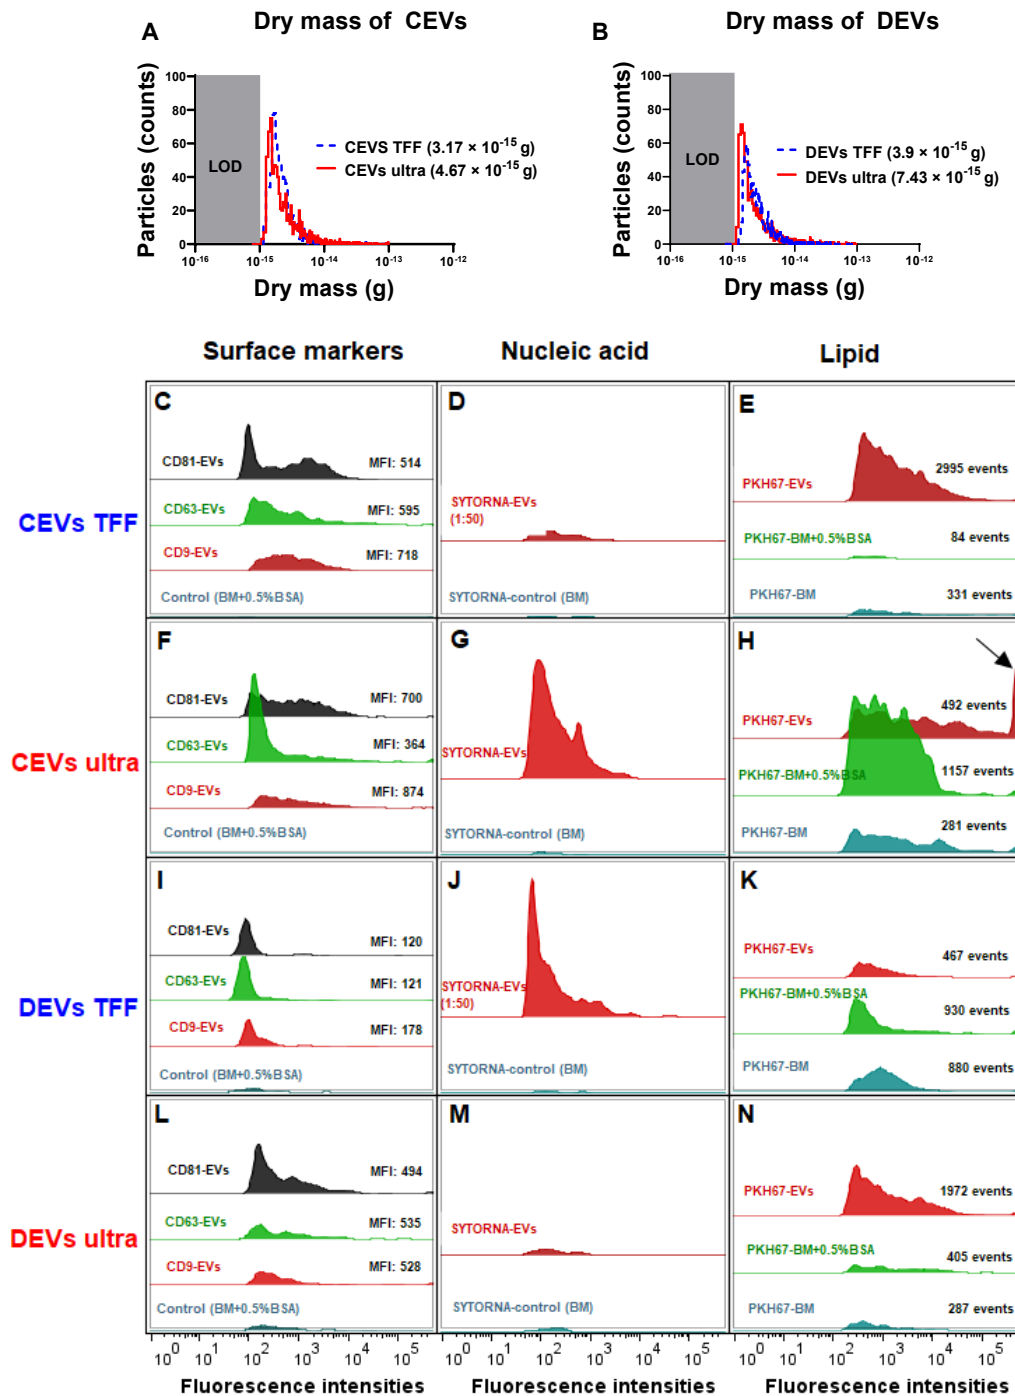 Dry mass of CEVs
Dry mass of DEVs
A
B
Particles (counts)
100
80
60
40
20
0
LOD
CEVS TFF (3.17 × 10⁻¹⁵ g)
CEVs ultra (4.67 × 10⁻¹⁵ g)
10⁻¹⁶ 10⁻¹⁵ 10⁻¹⁴ 10⁻¹³ 10⁻¹²
Dry mass (g)
Particles (counts)
100
80
60
40
20
0
LOD
DEVs TFF (3.9 × 10⁻¹⁵ g)
DEVs ultra (7.43 × 10⁻¹⁵ g)
10⁻¹⁶ 10⁻¹⁵ 10⁻¹⁴ 10⁻¹³ 10⁻¹²
Dry mass (g)
Surface markers
Nucleic acid
Lipid
CEVs TFF
C
CD81-EVs MFI: 514
CD63-EVs MFI: 595
CD9-EVs MFI: 718
Control (BM+0.5%BSA)
D
SYTORNA-EVs
(1:50)
SYTORNA-control (BM)
E
PKH67-EVs 2995 events
PKH67-BM+0.5%BSA 84 events
PKH67-BM 331 events
CEVs ultra
F
CD81-EVs MFI: 700
CD63-EVs MFI: 364
CD9-EVs MFI: 874
Control (BM+0.5%BSA)
G
SYTORNA-EVs
SYTORNA-control (BM)
H
PKH67-EVs 492 events
PKH67-BM+0.5%BSA 1157 events
PKH67-BM 281 events
DEVs TFF
I
CD81-EVs MFI: 120
CD63-EVs MFI: 121
CD9-EVs MFI: 178
Control (BM+0.5%BSA)
J
SYTORNA-EVs
(1:50)
SYTORNA-control (BM)
K
PKH67-EVs 467 events
PKH67-BM+0.5%BSA 930 events
PKH67-BM 880 events
DEVs ultra
L
CD81-EVs MFI: 494
CD63-EVs MFI: 535
CD9-EVs MFI: 528
Control (BM+0.5%BSA)
M
SYTORNA-EVs
SYTORNA-control (BM)
N
PKH67-EVs 1972 events
PKH67-BM+0.5%BSA 405 events
PKH67-BM 287 events
10⁰ 10¹ 10² 10³ 10⁴ 10⁵
10⁰ 10¹ 10² 10³ 10⁴ 10⁵
10⁰ 10¹ 10² 10³ 10⁴ 10⁵
Fluorescence intensities
Fluorescence intensities
Fluorescence intensities